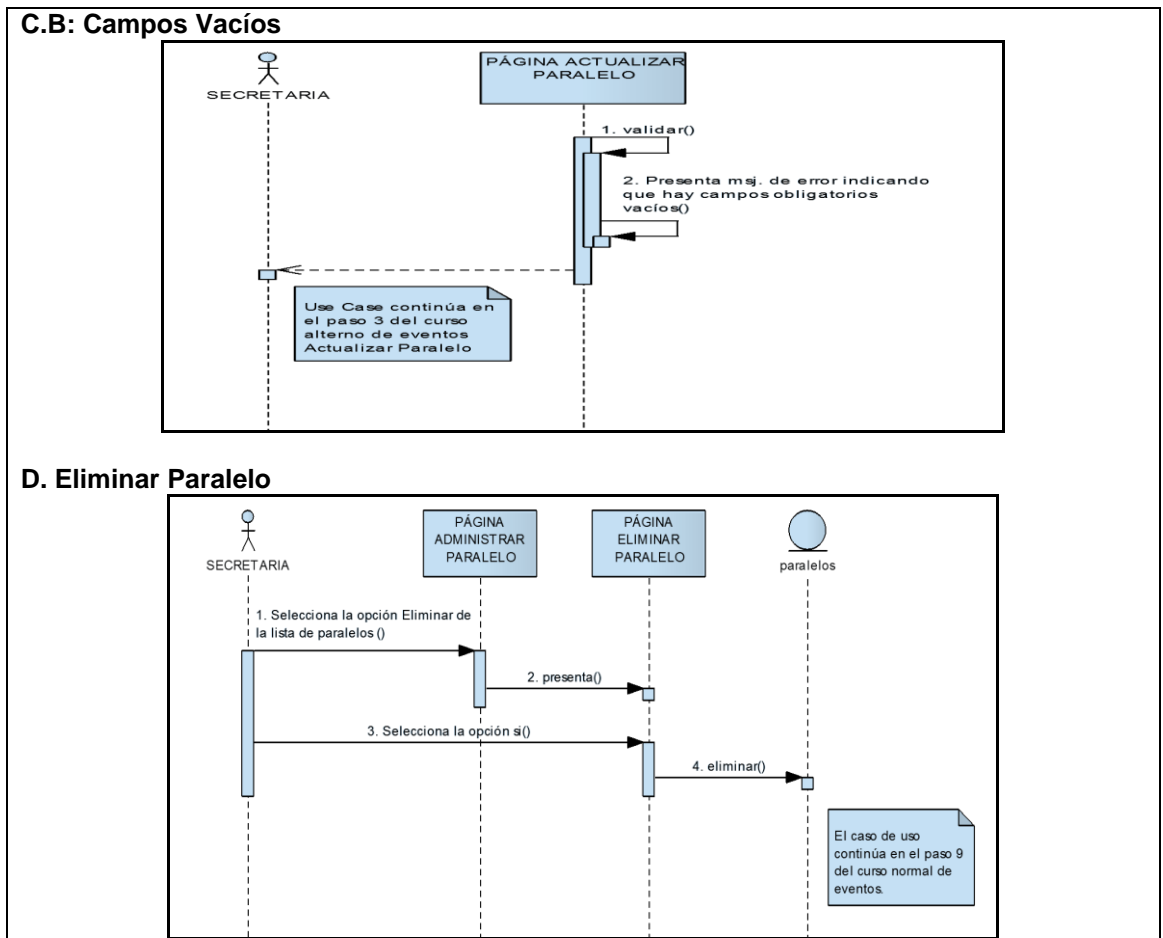 C.B: Campos Vacíos
SECRETARIA
PÁGINA ACTUALIZAR
PARALELO
1. validar()
2. Presenta msj. de error indicando
que hay campos obligatorios
vacíos()
Use Case continúa en
el paso 3 del curso
alterno de eventos
Actualizar Paralelo
D. Eliminar Paralelo
SECRETARIA
PÁGINA
ADMINISTRAR
PARALELO
PÁGINA
ELIMINAR
PARALELO
paralelos
1. Selecciona la opción Eliminar de
la lista de paralelos ()
2. presenta()
3. Selecciona la opción si()
4. eliminar()
El caso de uso
continúa en el paso 9
del curso normal de
eventos.